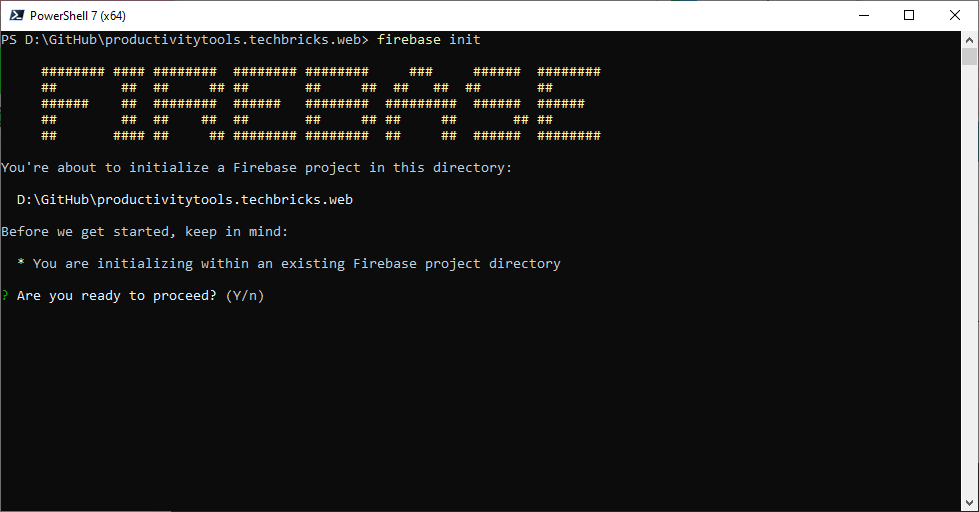 PowerShell 7 (x64)
PS D:\GitHub\productivitytools.techbricks.web> firebase init
     ######## #### ########  ######## ########     ###     ######  ########
     ##        ##  ##     ## ##       ##     ##  ##   ##  ##       ##
     ######    ##  ########  ######   ########  #########  ######  ######
     ##        ##  ##    ##  ##       ##     ## ##     ##       ## ##
     ##       #### ##     ## ######## ########  ##     ##  ######  ########
You're about to initialize a Firebase project in this directory:
  D:\GitHub\productivitytools.techbricks.web
Before we get started, keep in mind:
  * You are initializing within an existing Firebase project directory
? Are you ready to proceed? (Y/n)